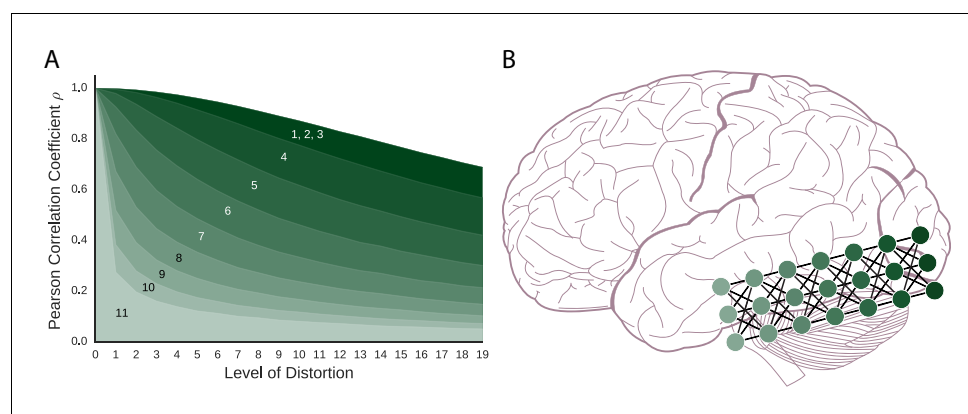 A
B
Pearson Correlation Coefficient ρ
1.0
0.8
0.6
0.4
0.2
0.0
1, 2, 3
4
5
6
7
8
9
10
11
0 1 2 3 4 5 6 7 8 9 10 11 12 13 14 15 16 17 18 19
Level of Distortion